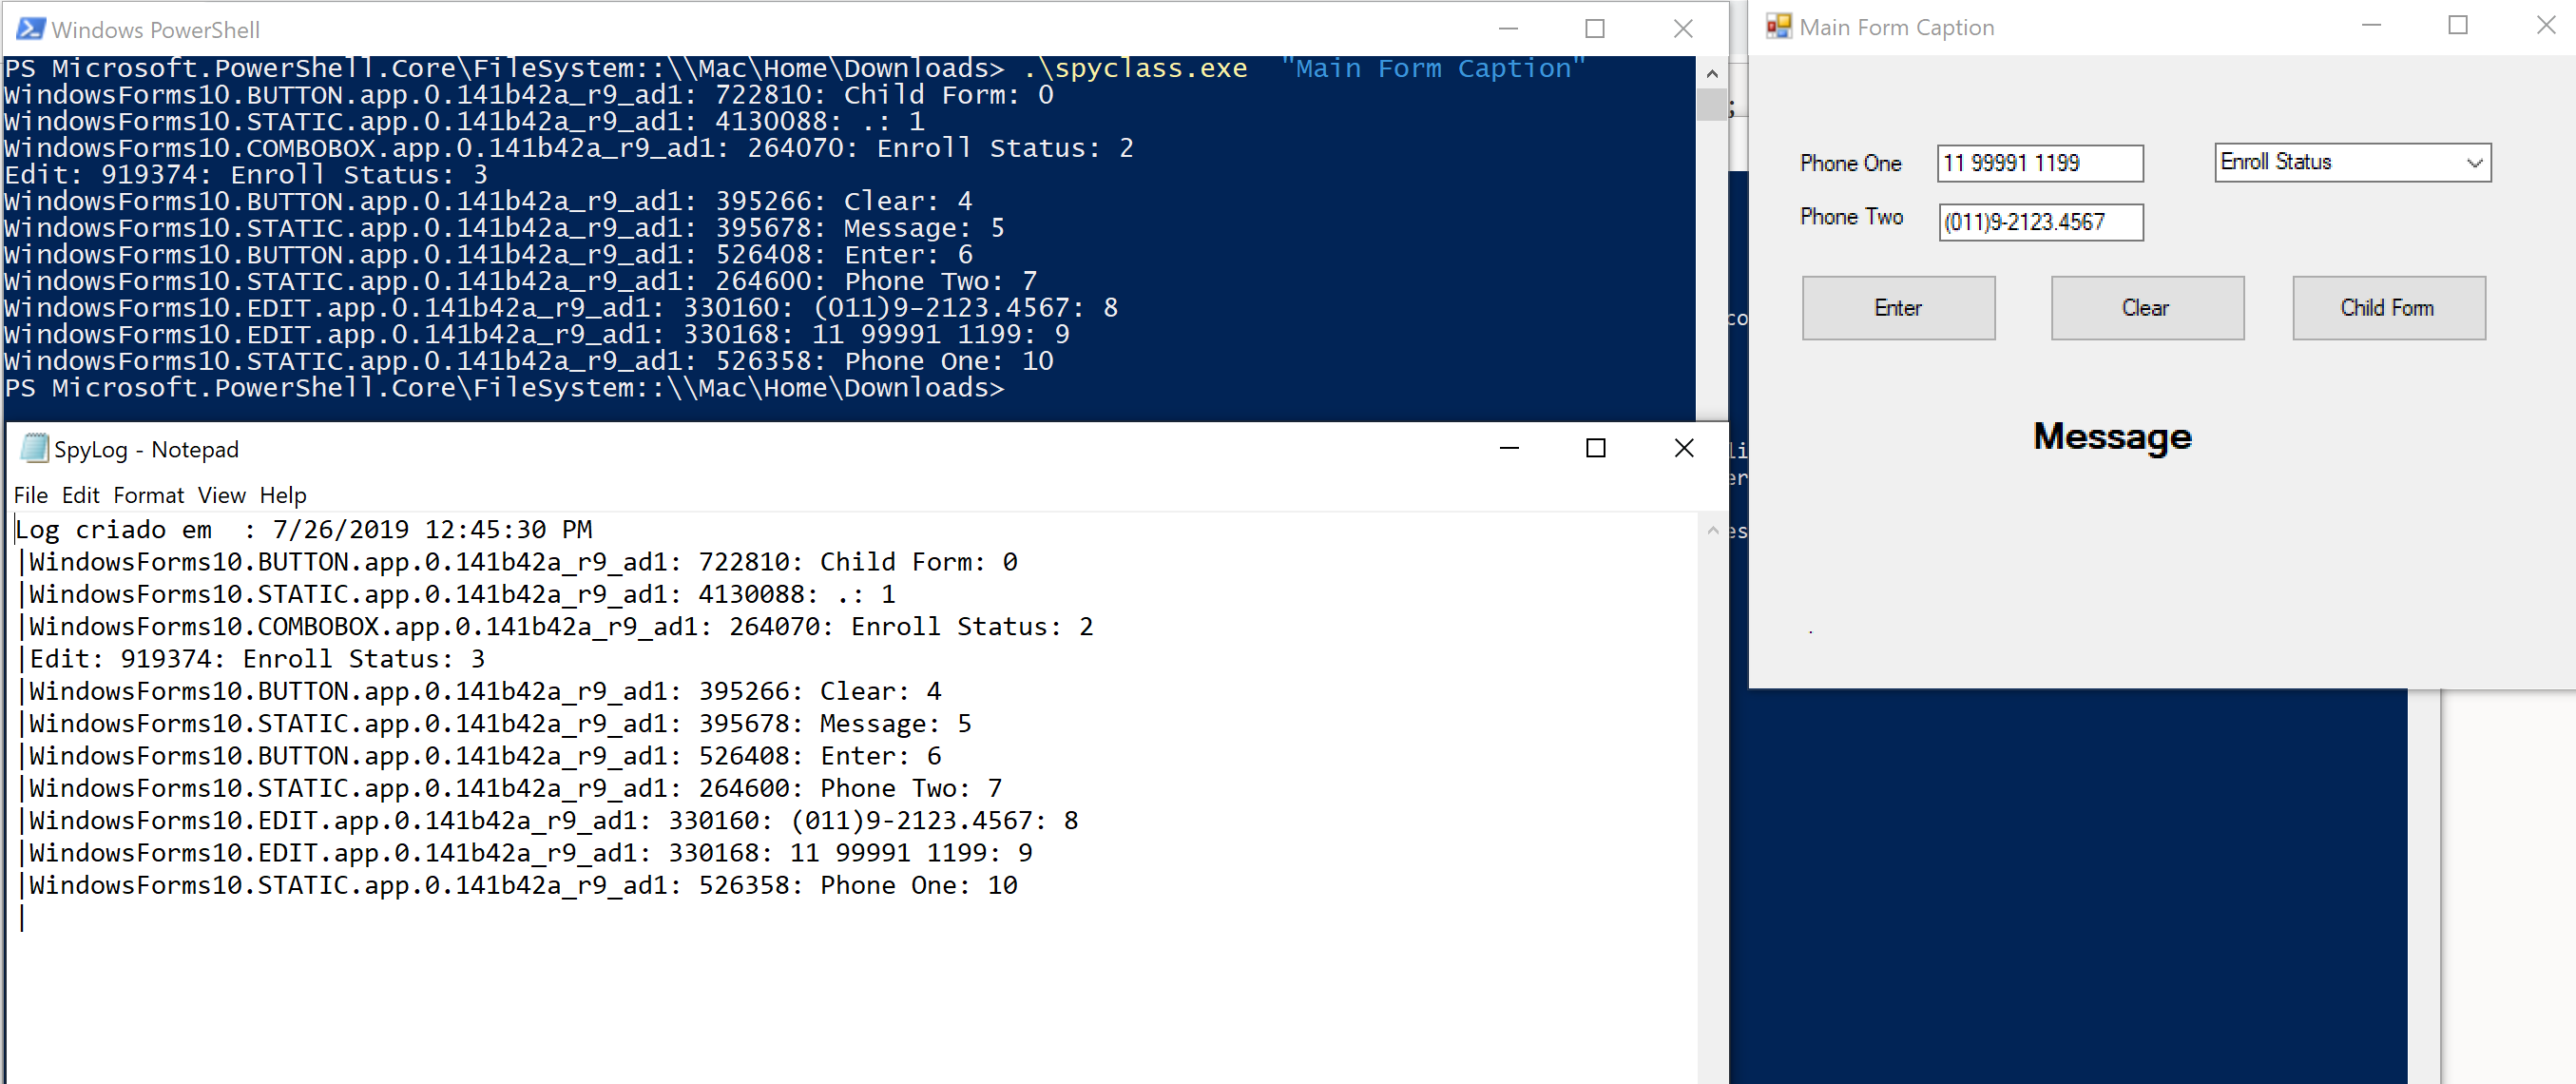 Windows PowerShell
PS Microsoft.PowerShell.Core\FileSystem::\\Mac\Home\Downloads> .\spyclass.exe  "Main Form Caption"
WindowsForms10.BUTTON.app.0.141b42a_r9_ad1: 722810: Child Form: 0
WindowsForms10.STATIC.app.0.141b42a_r9_ad1: 4130088: .: 1
WindowsForms10.COMBOBOX.app.0.141b42a_r9_ad1: 264070: Enroll Status: 2
Edit: 919374: Enroll Status: 3
WindowsForms10.BUTTON.app.0.141b42a_r9_ad1: 395266: Clear: 4
WindowsForms10.STATIC.app.0.141b42a_r9_ad1: 395678: Message: 5
WindowsForms10.BUTTON.app.0.141b42a_r9_ad1: 526408: Enter: 6
WindowsForms10.STATIC.app.0.141b42a_r9_ad1: 264600: Phone Two: 7
WindowsForms10.EDIT.app.0.141b42a_r9_ad1: 330160: (011)9-2123.4567: 8
WindowsForms10.EDIT.app.0.141b42a_r9_ad1: 330168: 11 99991 1199: 9
WindowsForms10.STATIC.app.0.141b42a_r9_ad1: 526358: Phone One: 10
PS Microsoft.PowerShell.Core\FileSystem::\\Mac\Home\Downloads>
SpyLog - Notepad
File Edit Format View Help
Log criado em  : 7/26/2019 12:45:30 PM
|WindowsForms10.BUTTON.app.0.141b42a_r9_ad1: 722810: Child Form: 0
|WindowsForms10.STATIC.app.0.141b42a_r9_ad1: 4130088: .: 1
|WindowsForms10.COMBOBOX.app.0.141b42a_r9_ad1: 264070: Enroll Status: 2
|Edit: 919374: Enroll Status: 3
|WindowsForms10.BUTTON.app.0.141b42a_r9_ad1: 395266: Clear: 4
|WindowsForms10.STATIC.app.0.141b42a_r9_ad1: 395678: Message: 5
|WindowsForms10.BUTTON.app.0.141b42a_r9_ad1: 526408: Enter: 6
|WindowsForms10.STATIC.app.0.141b42a_r9_ad1: 264600: Phone Two: 7
|WindowsForms10.EDIT.app.0.141b42a_r9_ad1: 330160: (011)9-2123.4567: 8
|WindowsForms10.EDIT.app.0.141b42a_r9_ad1: 330168: 11 99991 1199: 9
|WindowsForms10.STATIC.app.0.141b42a_r9_ad1: 526358: Phone One: 10
|
;
co
li
er
es
Main Form Caption
Phone One 11 99991 1199 Enroll Status
Phone Two (011)9-2123.4567
Enter Clear Child Form
Message
.